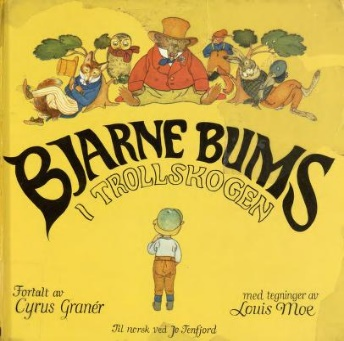 BJARNE BUMS
I TROLLSKOGEN
Fortalt av
Cyrus Granér
med tegninger av
Louis Moe
Til norsk ved Jo Tenfjord